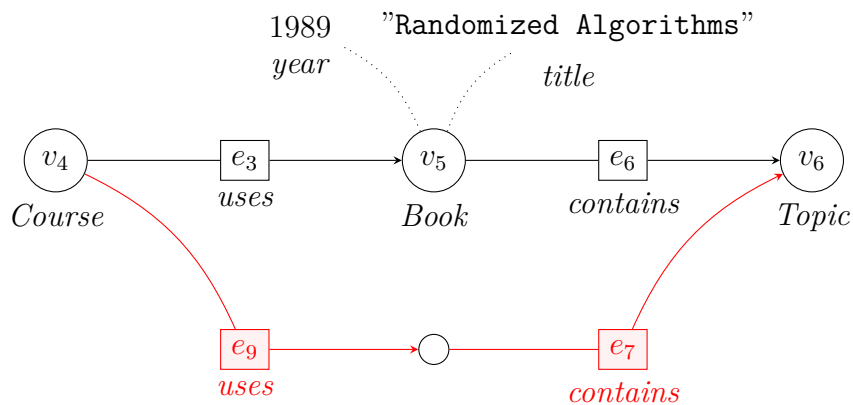 1989 ”Randomized Algorithms”
year title
v4 e3 v5 e6 v6
Course uses Book contains Topic
e9 e7
uses contains